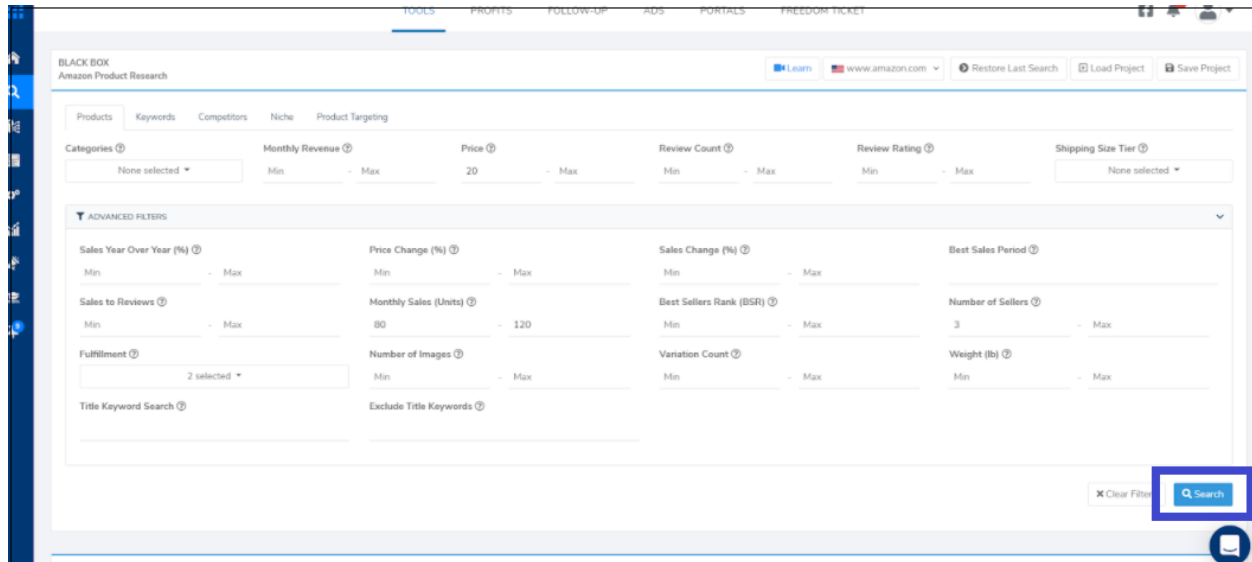 TOOLS PROFITS FOLLOW-UP ADS PORTALS FREEDOM TICKET
BLACK BOX
Amazon Product Research
Learn www.amazon.com Restore Last Search Load Project Save Project
Products Keywords Competitors Niche Product Targeting
Categories Monthly Revenue Price Review Count Review Rating Shipping Size Tier
None selected Min - Max 20 - Max Min - Max Min - Max None selected
ADVANCED FILTERS
Sales Year Over Year (%) Price Change (%) Sales Change (%) Best Sales Period
Min - Max Min - Max Min - Max
Sales to Reviews Monthly Sales (Units) Best Sellers Rank (BSR) Number of Sellers
Min - Max 80 - 120 Min - Max 3 - Max
Fulfillment Number of Images Variation Count Weight (lb)
2 selected Min - Max Min - Max Min - Max
Title Keyword Search Exclude Title Keywords
Clear Filter Search